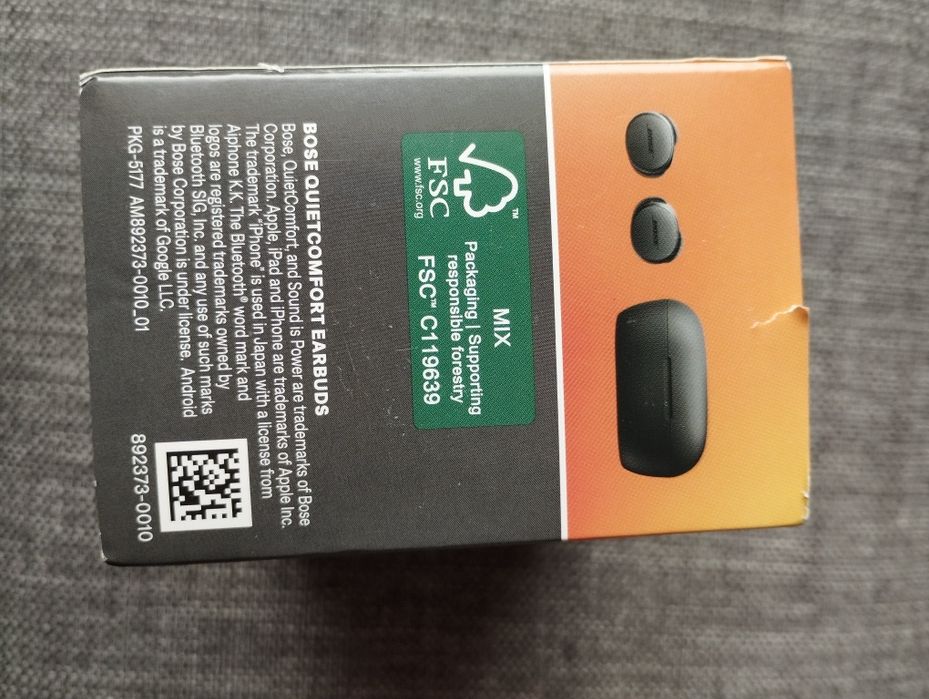 BOSE
BOSE
MIX
Packaging | Supporting
responsible forestry
FSC™ C119639
FSC
www.fsc.org
BOSE QUIETCOMFORT EARBUDS
Bose, QuietComfort, and Sound is Power are trademarks of Bose
Corporation. Apple, iPad and iPhone are trademarks of Apple Inc.
The trademark "iPhone" is used in Japan with a license from
Aiphone K.K. The Bluetooth® word mark and
logos are registered trademarks owned by
Bluetooth SIG, Inc. and any use of such marks
by Bose Corporation is under license. Android
is a trademark of Google LLC.
PKG-5177 AM892373-0010_01
892373-0010